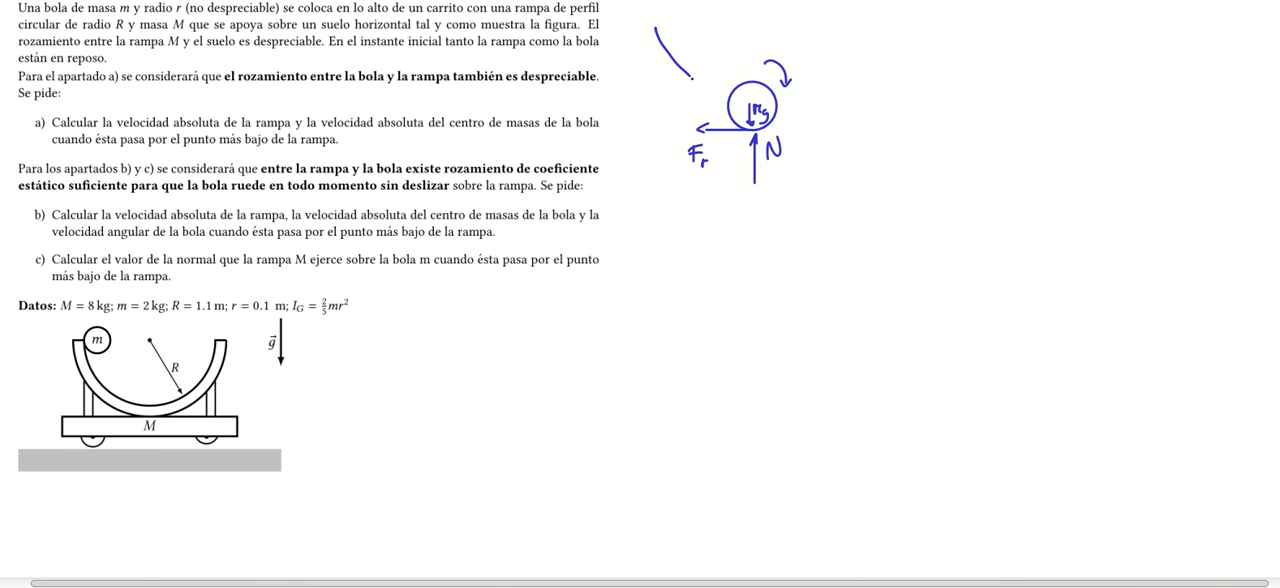 Una bola de masa m y radio r (no despreciable) se coloca en lo alto de un carrito con una rampa de perfil
circular de radio R y masa M que se apoya sobre un suelo horizontal tal y como muestra la figura. El
rozamiento entre la rampa M y el suelo es despreciable. En el instante inicial tanto la rampa como la bola
están en reposo.
Para el apartado a) se considerará que el rozamiento entre la bola y la rampa también es despreciable.
Se pide:
a) Calcular la velocidad absoluta de la rampa y la velocidad absoluta del centro de masas de la bola
cuando ésta pasa por el punto más bajo de la rampa.
Para los apartados b) y c) se considerará que entre la rampa y la bola existe rozamiento de coeficiente
estático suficiente para que la bola ruede en todo momento sin deslizar sobre la rampa. Se pide:
b) Calcular la velocidad absoluta de la rampa, la velocidad absoluta del centro de masas de la bola y la
velocidad angular de la bola cuando ésta pasa por el punto más bajo de la rampa.
c) Calcular el valor de la normal que la rampa M ejerce sobre la bola m cuando ésta pasa por el punto
más bajo de la rampa.
Datos: M = 8 kg; m = 2 kg; R = 1.1 m; r = 0.1 m; I_G = 2/5 mr²
m
R
g⃗
M
mg
F_r
N